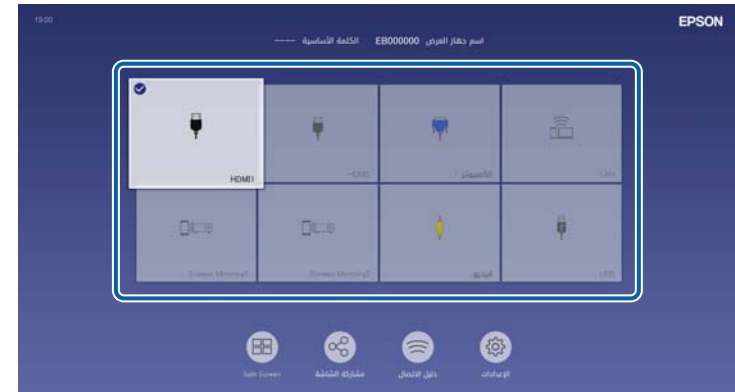 19:00
EPSON
اسم جهاز العرض EB000000 الكلمة الأساسية ----
HDMI1
HDMI2
الكمبيوتر 1
LAN
Screen Mirroring1
Screen Mirroring2
فيديو
USB
Split Screen
مشاركة الشاشة
دليل الاتصال
الإعدادات